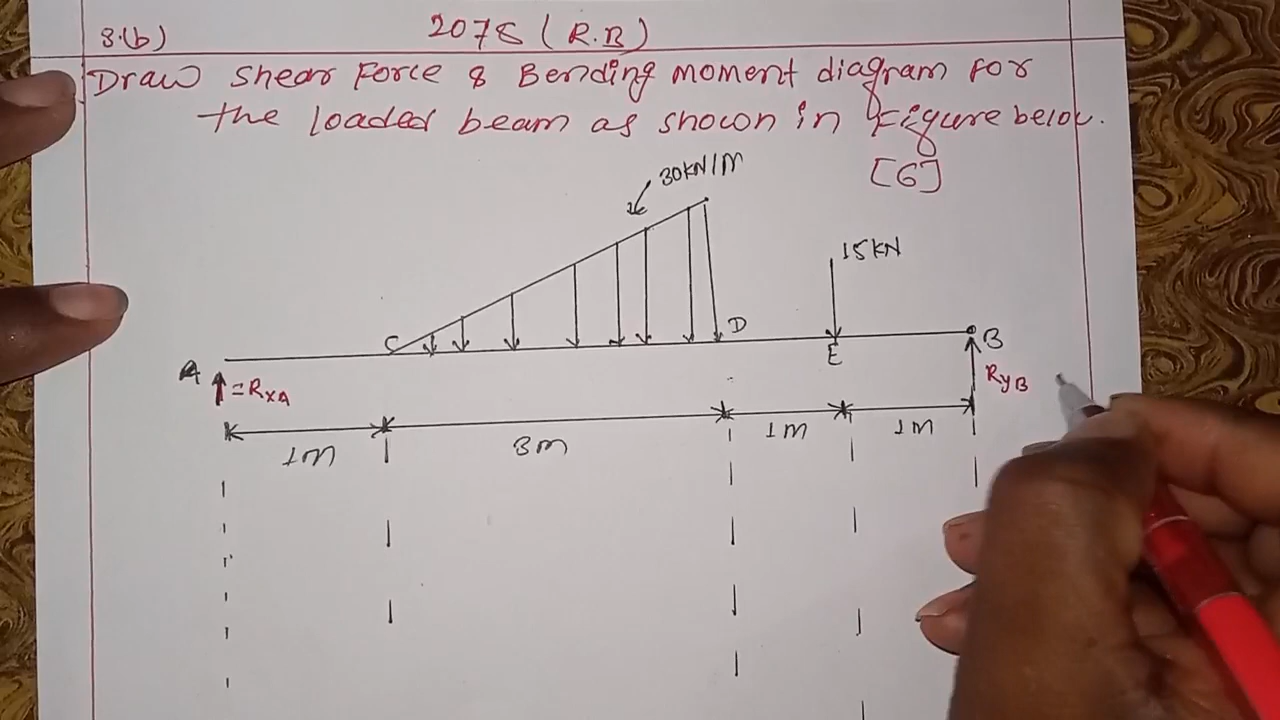 3.(b) 2078 (R.B)
Draw Shear Force & Bending moment diagram for
the loaded beam as shown in Figure below.
[6]
30KN/M
15KN
C D
A E B
=RXA RyB
1M 3M 1M 1M